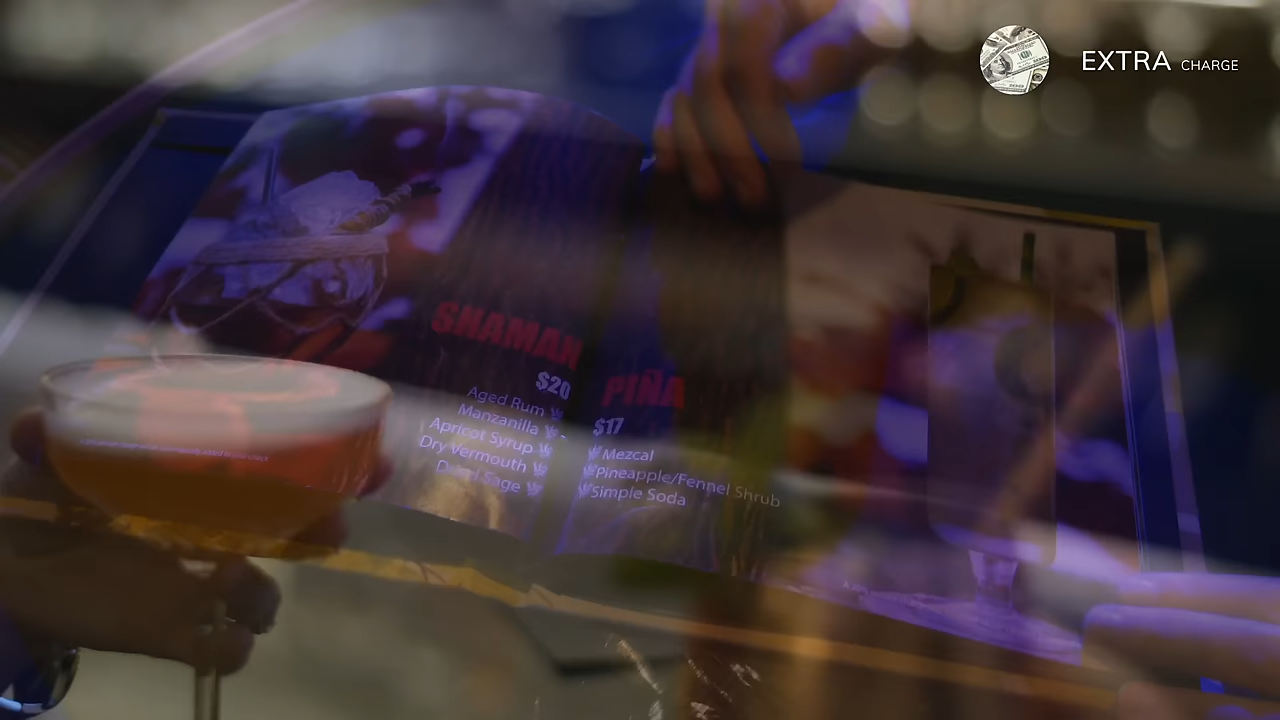 EXTRA CHARGE
SHAMAN
$20
Aged Rum
Manzanilla
Apricot Syrup
Dry Vermouth
Sage
PIÑA
$17
Mezcal
Pineapple/Fennel Shrub
Simple Soda